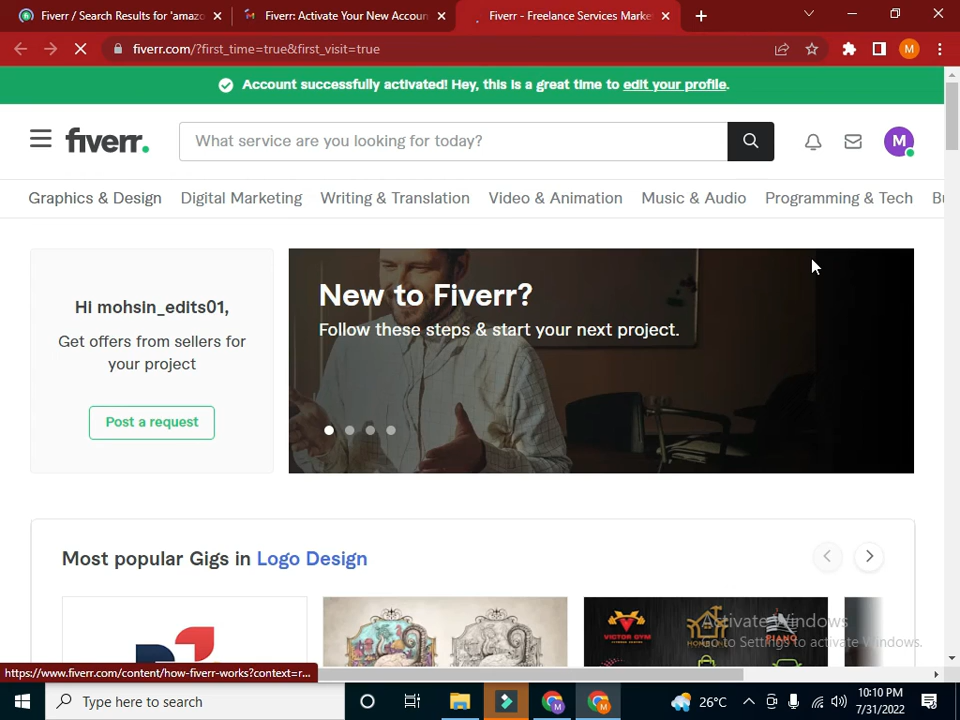 Fiverr / Search Results for 'amazo
Fiverr: Activate Your New Accoun
Fiverr - Freelance Services Marke
fiverr.com/?first_time=true&first_visit=true
M
Account successfully activated! Hey, this is a great time to edit your profile.
fiverr.
What service are you looking for today?
M
Graphics & Design Digital Marketing Writing & Translation Video & Animation Music & Audio Programming & Tech Bu
Hi mohsin_edits01,
Get offers from sellers for
your project
Post a request
New to Fiverr?
Follow these steps & start your next project.
Most popular Gigs in Logo Design
VICTOR GYM
PIANO
Activate Windows
Go to Settings to activate Windows.
https://www.fiverr.com/content/how-fiverr-works?context=r...
Type here to search
26°C
10:10 PM
7/31/2022